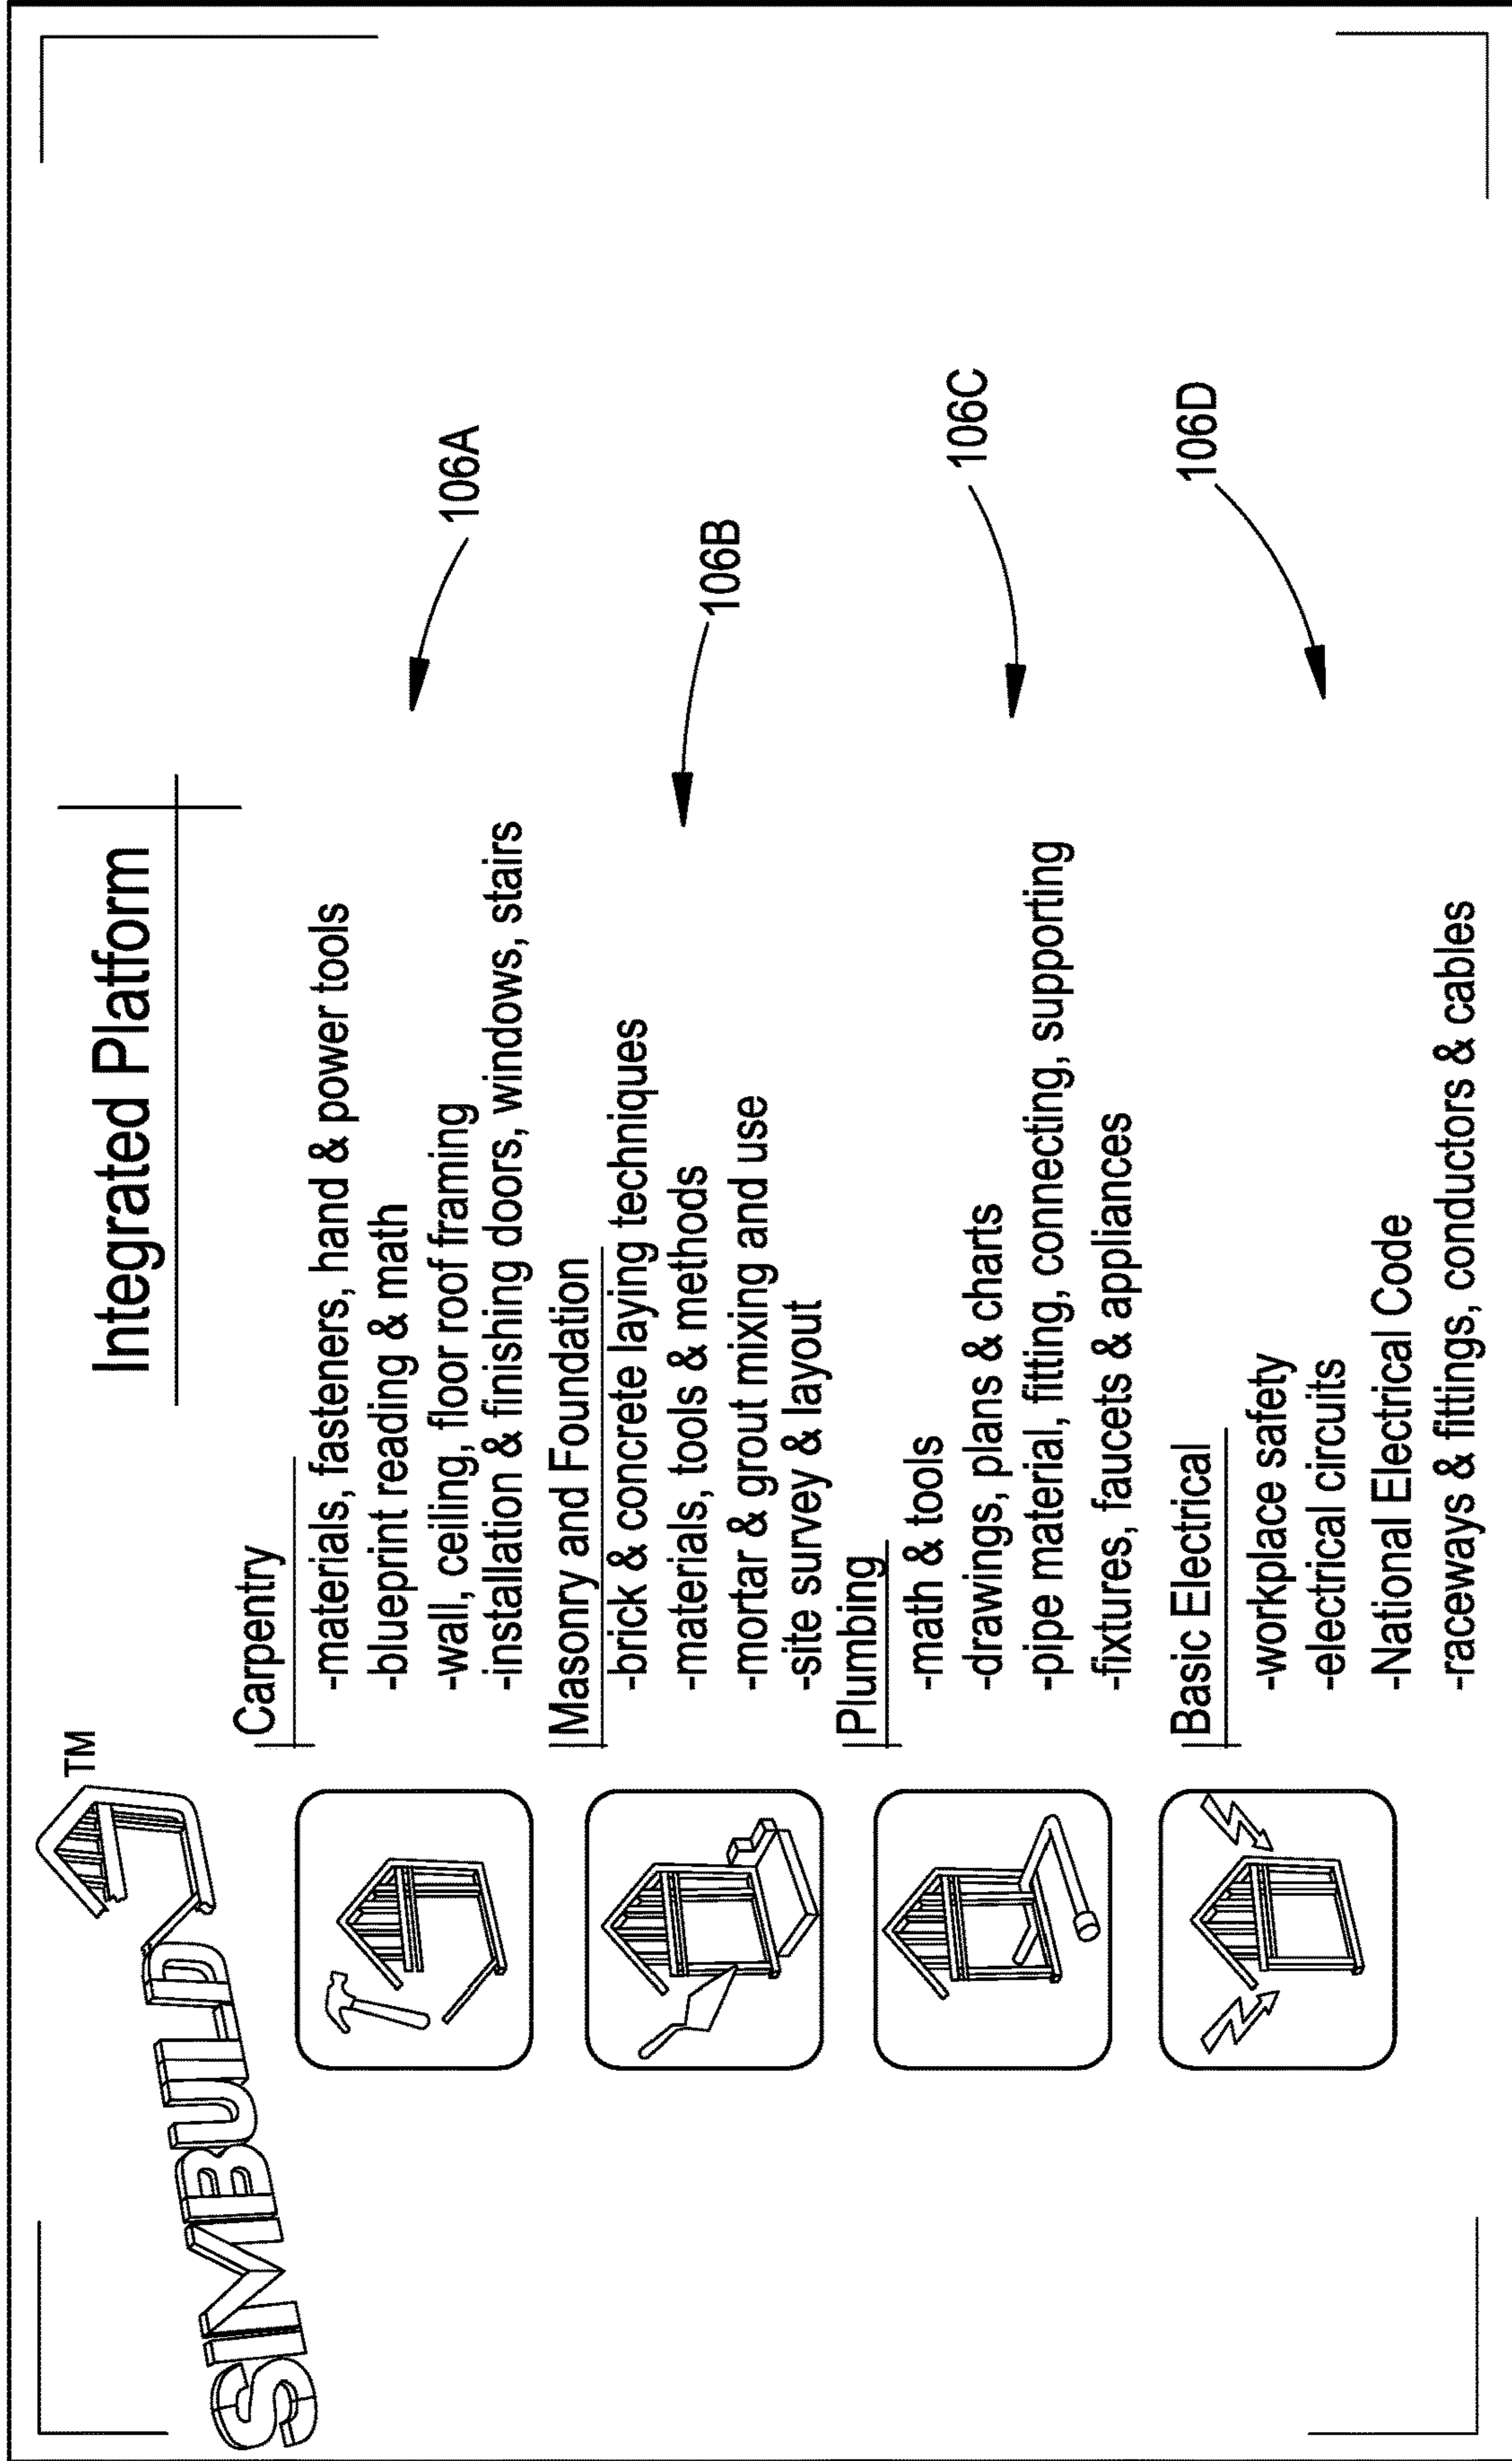 SIMBUILD™
Integrated Platform
Carpentry
-materials, fasteners, hand & power tools
-blueprint reading & math
-wall, ceiling, floor roof framing
-installation & finishing doors, windows, stairs
106A
Masonry and Foundation
-brick & concrete laying techniques
-materials, tools & methods
-mortar & grout mixing and use
-site survey & layout
106B
Plumbing
-math & tools
-drawings, plans & charts
-pipe material, fitting, connecting, supporting
-fixtures, faucets & appliances
106C
Basic Electrical
-workplace safety
-electrical circuits
-National Electrical Code
-raceways & fittings, conductors & cables
106D